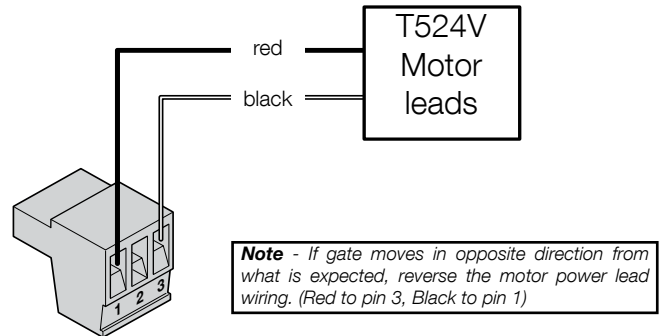 T524V
Motor
leads
red
black
1 2 3
Note - If gate moves in opposite direction from
what is expected, reverse the motor power lead
wiring. (Red to pin 3, Black to pin 1)